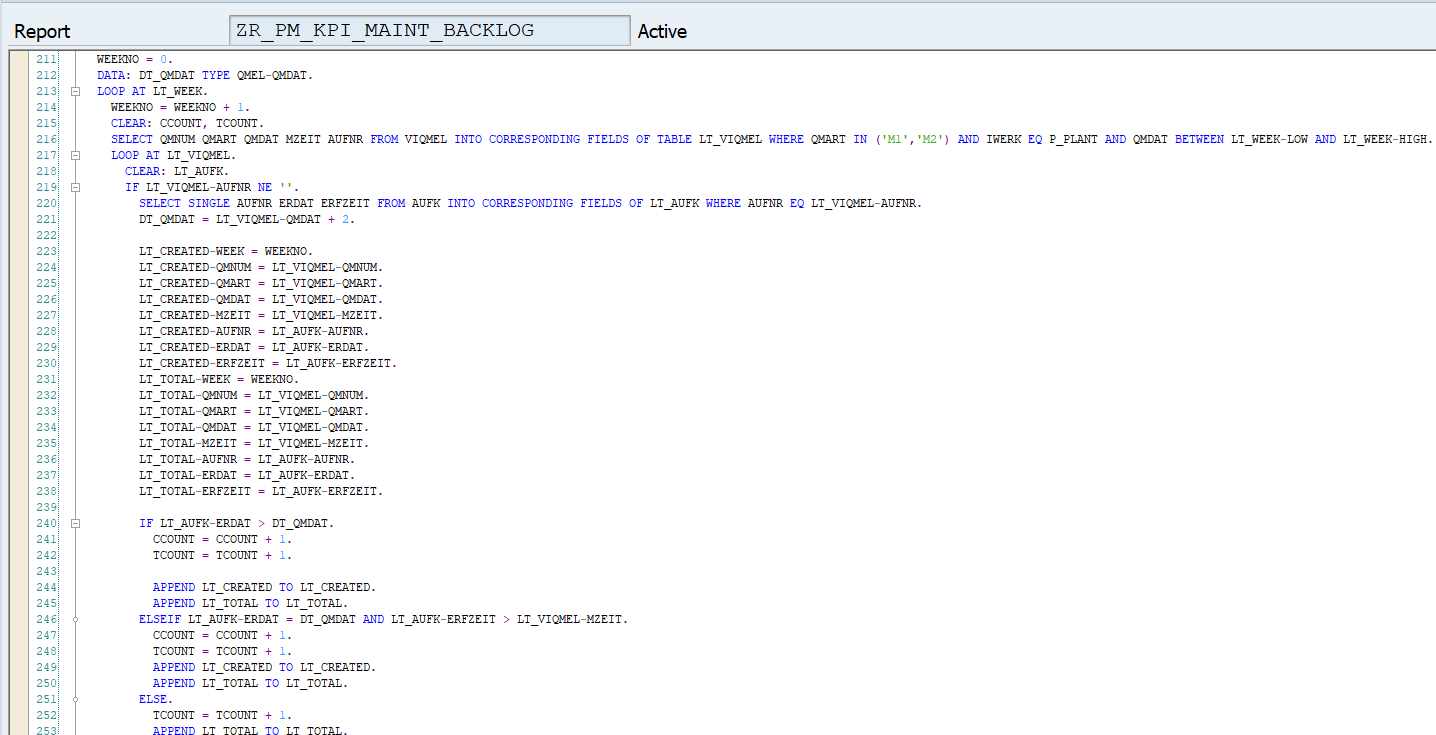 Report ZR_PM_KPI_MAINT_BACKLOG Active
211 WEEKNO = 0.
212 DATA: DT_QMDAT TYPE QMEL-QMDAT.
213 LOOP AT LT_WEEK.
214 WEEKNO = WEEKNO + 1.
215 CLEAR: CCOUNT, TCOUNT.
216 SELECT QMNUM QMART QMDAT MZEIT AUFNR FROM VIQMEL INTO CORRESPONDING FIELDS OF TABLE LT_VIQMEL WHERE QMART IN ('M1','M2') AND IWERK EQ P_PLANT AND QMDAT BETWEEN LT_WEEK-LOW AND LT_WEEK-HIGH.
217 LOOP AT LT_VIQMEL.
218 CLEAR: LT_AUFK.
219 IF LT_VIQMEL-AUFNR NE ''.
220 SELECT SINGLE AUFNR ERDAT ERFZEIT FROM AUFK INTO CORRESPONDING FIELDS OF LT_AUFK WHERE AUFNR EQ LT_VIQMEL-AUFNR.
221 DT_QMDAT = LT_VIQMEL-QMDAT + 2.
222
223 LT_CREATED-WEEK = WEEKNO.
224 LT_CREATED-QMNUM = LT_VIQMEL-QMNUM.
225 LT_CREATED-QMART = LT_VIQMEL-QMART.
226 LT_CREATED-QMDAT = LT_VIQMEL-QMDAT.
227 LT_CREATED-MZEIT = LT_VIQMEL-MZEIT.
228 LT_CREATED-AUFNR = LT_AUFK-AUFNR.
229 LT_CREATED-ERDAT = LT_AUFK-ERDAT.
230 LT_CREATED-ERFZEIT = LT_AUFK-ERFZEIT.
231 LT_TOTAL-WEEK = WEEKNO.
232 LT_TOTAL-QMNUM = LT_VIQMEL-QMNUM.
233 LT_TOTAL-QMART = LT_VIQMEL-QMART.
234 LT_TOTAL-QMDAT = LT_VIQMEL-QMDAT.
235 LT_TOTAL-MZEIT = LT_VIQMEL-MZEIT.
236 LT_TOTAL-AUFNR = LT_AUFK-AUFNR.
237 LT_TOTAL-ERDAT = LT_AUFK-ERDAT.
238 LT_TOTAL-ERFZEIT = LT_AUFK-ERFZEIT.
239
240 IF LT_AUFK-ERDAT > DT_QMDAT.
241 CCOUNT = CCOUNT + 1.
242 TCOUNT = TCOUNT + 1.
243
244 APPEND LT_CREATED TO LT_CREATED.
245 APPEND LT_TOTAL TO LT_TOTAL.
246 ELSEIF LT_AUFK-ERDAT = DT_QMDAT AND LT_AUFK-ERFZEIT > LT_VIQMEL-MZEIT.
247 CCOUNT = CCOUNT + 1.
248 TCOUNT = TCOUNT + 1.
249 APPEND LT_CREATED TO LT_CREATED.
250 APPEND LT_TOTAL TO LT_TOTAL.
251 ELSE.
252 TCOUNT = TCOUNT + 1.
253 APPEND LT_TOTAL TO LT_TOTAL.